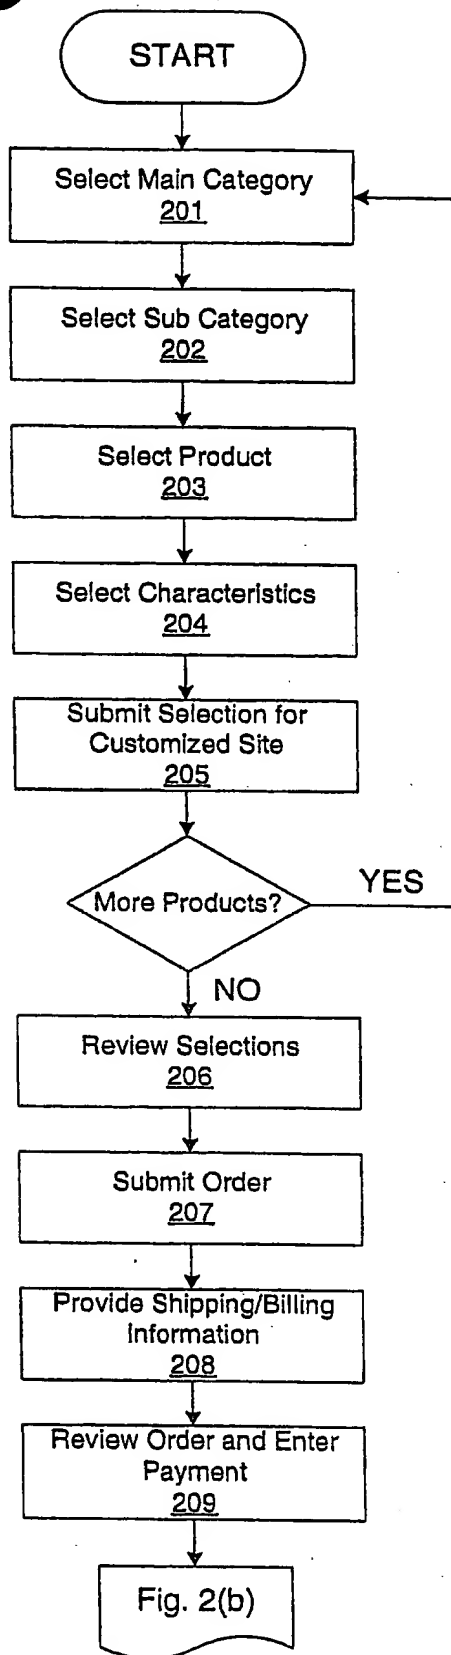 START
Select Main Category
201
Select Sub Category
202
Select Product
203
Select Characteristics
204
Submit Selection for
Customized Site
205
More Products?
YES
NO
Review Selections
206
Submit Order
207
Provide Shipping/Billing
Information
208
Review Order and Enter
Payment
209
Fig. 2(b)